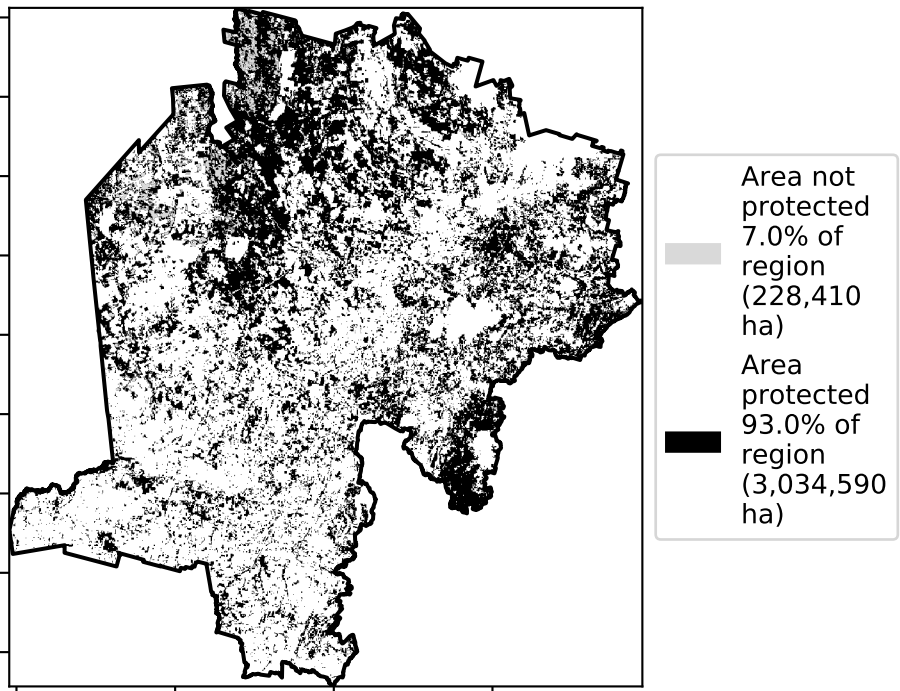 Area not
protected
7.0% of
region
(228,410
ha)
Area
protected
93.0% of
region
(3,034,590
ha)